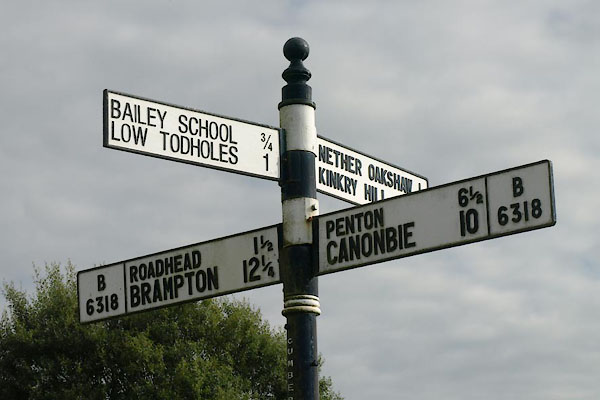 BAILEY SCHOOL 3/4
LOW TODHOLES 1
NETHER OAKSHAW 1
KINKRY HILL
PENTON 6½
CANONBIE 10
B
6318
B
6318
ROADHEAD 1½
BRAMPTON 12¼